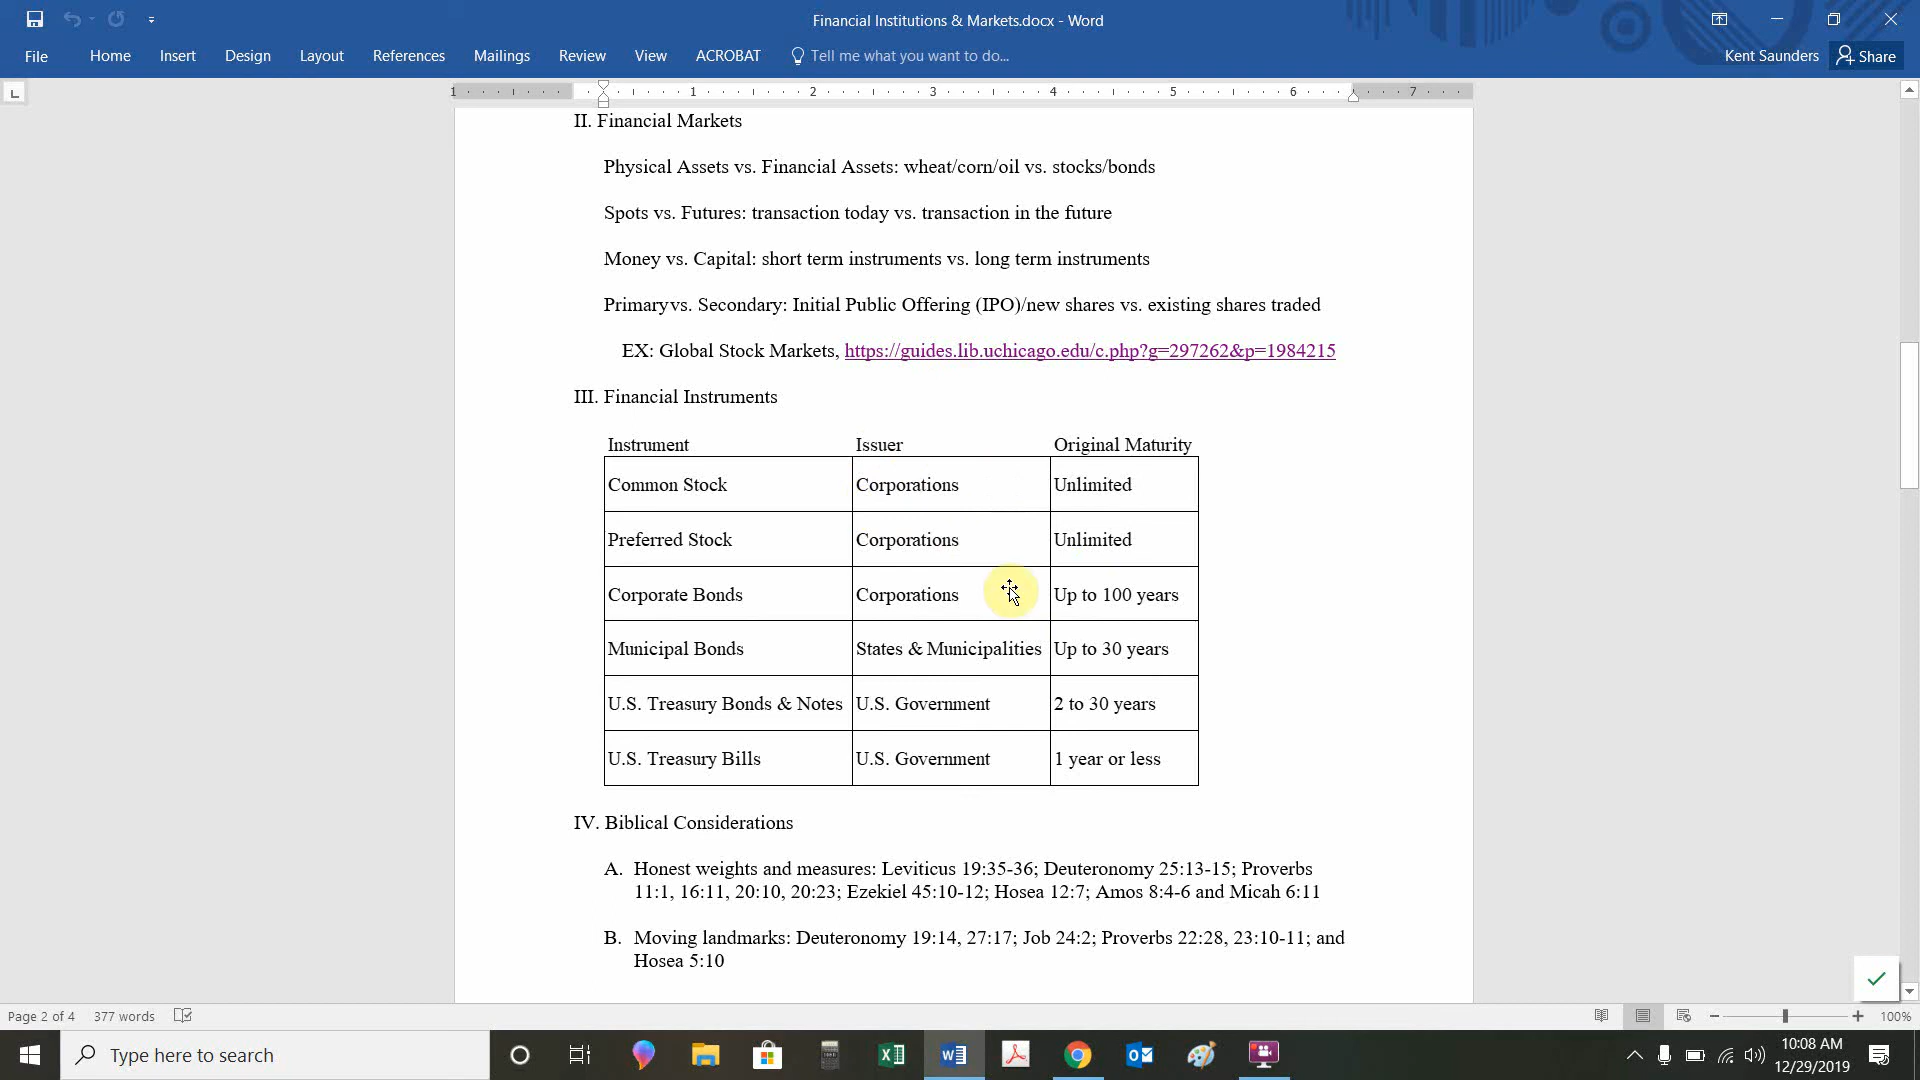 Financial Institutions & Markets.docx - Word
File Home Insert Design Layout References Mailings Review View ACROBAT Tell me what you want to do... Kent Saunders Share
1 1 2 3 4 5 6 7
II. Financial Markets
Physical Assets vs. Financial Assets: wheat/corn/oil vs. stocks/bonds
Spots vs. Futures: transaction today vs. transaction in the future
Money vs. Capital: short term instruments vs. long term instruments
Primary vs. Secondary: Initial Public Offering (IPO)/new shares vs. existing shares traded
EX: Global Stock Markets, https://guides.lib.uchicago.edu/c.php?g=297262&p=1984215
III. Financial Instruments
Instrument Issuer Original Maturity
Common Stock Corporations Unlimited
Preferred Stock Corporations Unlimited
Corporate Bonds Corporations Up to 100 years
Municipal Bonds States & Municipalities Up to 30 years
U.S. Treasury Bonds & Notes U.S. Government 2 to 30 years
U.S. Treasury Bills U.S. Government 1 year or less
IV. Biblical Considerations
A. Honest weights and measures: Leviticus 19:35-36; Deuteronomy 25:13-15; Proverbs
11:1, 16:11, 20:10, 20:23; Ezekiel 45:10-12; Hosea 12:7; Amos 8:4-6 and Micah 6:11
B. Moving landmarks: Deuteronomy 19:14, 27:17; Job 24:2; Proverbs 22:28, 23:10-11; and
Hosea 5:10
Page 2 of 4 377 words 100%
Type here to search
10:08 AM
12/29/2019